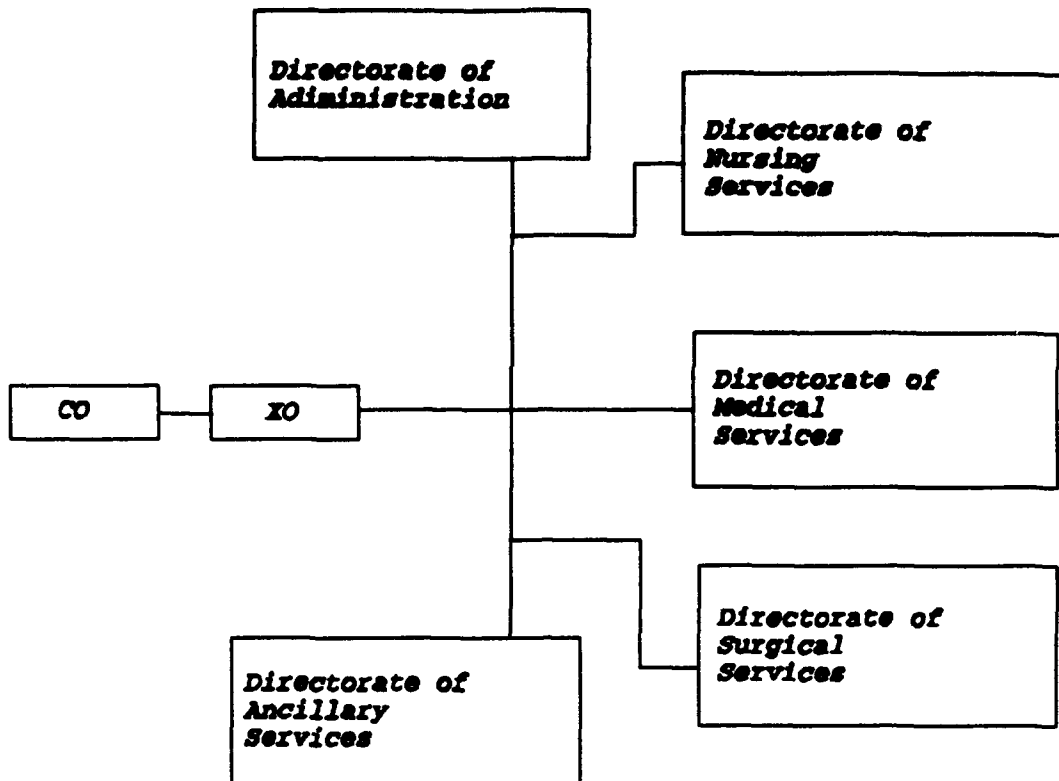 Directorate of
Adiministration
Directorate of
Nursing
Services
CO
XO
Directorate of
Medical
Services
Directorate of
Surgical
Services
Directorate of
Ancillary
Services